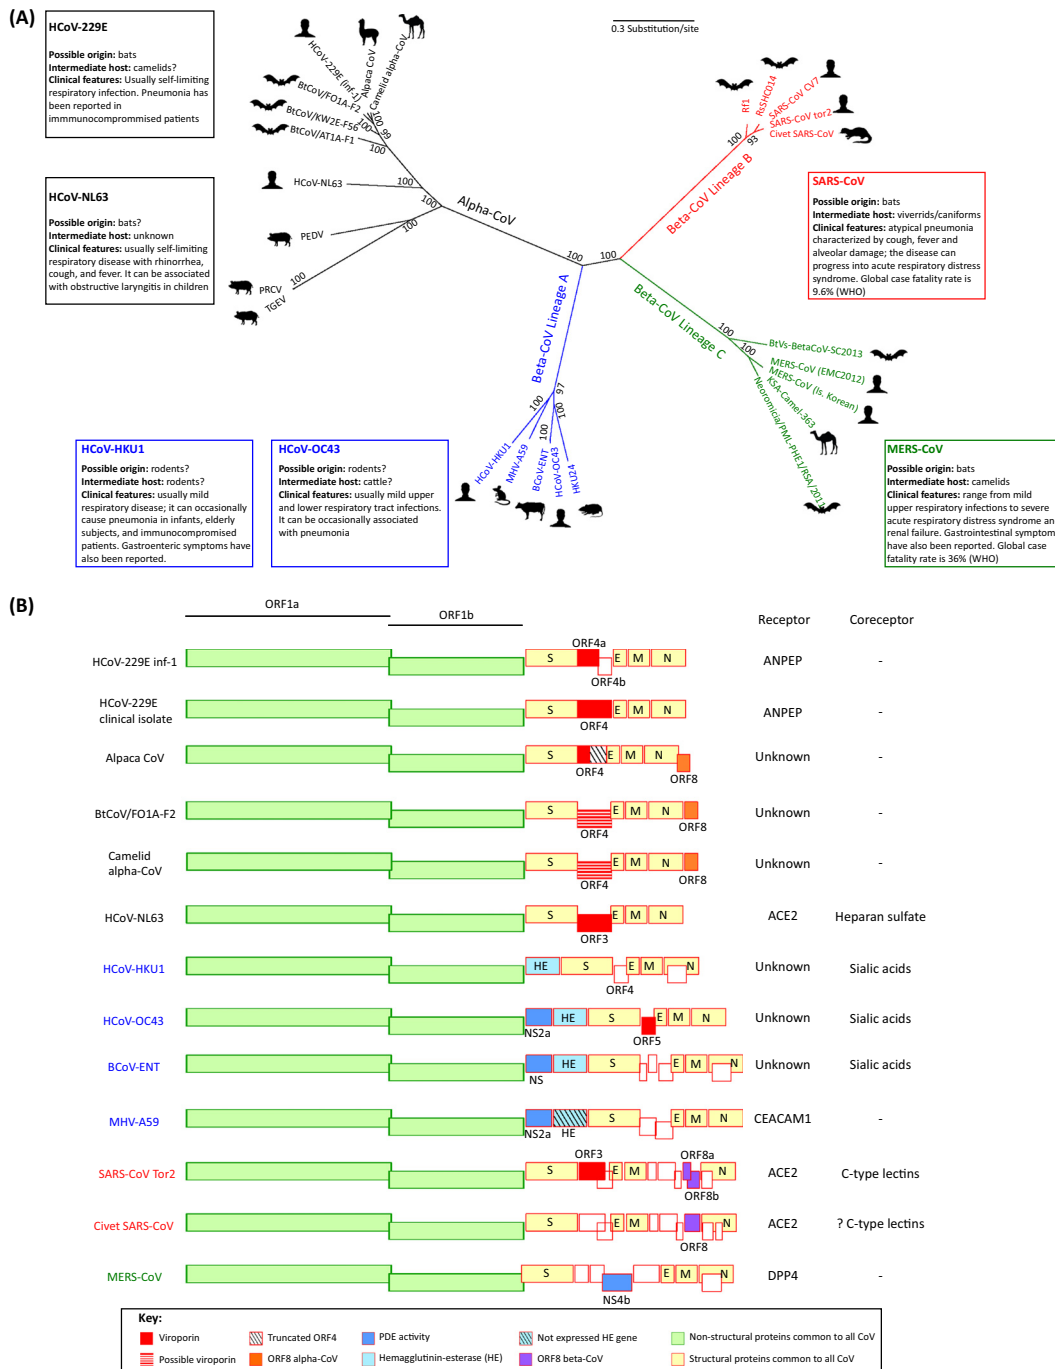 (A)
HCoV-229E
Possible origin: bats
Intermediate host: camelids?
Clinical features: Usually self-limiting
respiratory infection. Pneumonia has
been reported in
immmunocomprommised patients
HCoV-NL63
Possible origin: bats?
Intermediate host: unknown
Clinical features: usually self-limiting
respiratory disease with rhinorrhea,
cough, and fever. It can be associated
with obstructive laryngitis in children
HCoV-229E (inf-1)
Alpaca CoV
Camelid alpha-CoV
BtCoV/FO1A-F2
BtCoV/KW2E-F56
BtCoV/AT1A-F1
100
99
100
100
HCoV-NL63
100
PEDV
100
PRCV
100
TGEV
Alpha-CoV
0.3 Substitution/site
Rf1
RsSHC014
SARS-CoV CV7
SARS-CoV tor2
Civet SARS-CoV
100
93
Beta-CoV Lineage B
100
100
SARS-CoV
Possible origin: bats
Intermediate host: viverrids/caniforms
Clinical features: atypical pneumonia
characterized by cough, fever and
alveolar damage; the disease can
progress into acute respiratory distress
syndrome. Global case fatality rate is
9.6% (WHO)
Beta-CoV Lineage A
Beta-CoV Lineage C
100
100
BtVs-BetaCoV-SC2013
MERS-CoV (EMC2012)
MERS-CoV (Is, Korean)
KSA-Camel-363
Neoromicia/PML-PHE1/RSA/2011
100
97
100
100
HCoV-HKU1
MHV-A59
BCoV-ENT
HCoV-OC43
HKU24
HCoV-HKU1
Possible origin: rodents?
Intermediate host: rodents?
Clinical features: usually mild
respiratory disease; it can occasionally
cause pneumonia in infants, elderly
subjects, and immunocompromised
patients. Gastroenteric symptoms have
also been reported.
HCoV-OC43
Possible origin: rodents?
Intermediate host: cattle?
Clinical features: usually mild upper
and lower respiratory tract infections.
It can be occasionally associated
with pneumonia
MERS-CoV
Possible origin: bats
Intermediate host: camelids
Clinical features: range from mild
upper respiratory infections to severe
acute respiratory distress syndrome an
renal failure. Gastrointestinal symptom
have also been reported. Global case
fatality rate is 36% (WHO)
(B)
ORF1a
ORF1b
Receptor
Coreceptor
HCoV-229E inf-1
S
ORF4a
ORF4b
E
M
N
ANPEP
-
HCoV-229E
clinical isolate
S
ORF4
E
M
N
ANPEP
-
Alpaca CoV
S
ORF4
E
M
N
ORF8
Unknown
-
BtCoV/FO1A-F2
S
ORF4
E
M
N
ORF8
Unknown
-
Camelid
alpha-CoV
S
ORF4
E
M
N
ORF8
Unknown
-
HCoV-NL63
S
ORF3
E
M
N
ACE2
Heparan sulfate
HCoV-HKU1
HE
S
ORF4
E
M
N
Unknown
Sialic acids
HCoV-OC43
NS2a
HE
S
ORF5
E
M
N
Unknown
Sialic acids
BCoV-ENT
NS
HE
S
E
M
N
Unknown
Sialic acids
MHV-A59
NS2a
HE
S
E
M
N
CEACAM1
-
SARS-CoV Tor2
S
ORF3
E
M
ORF8a
ORF8b
N
ACE2
C-type lectins
Civet SARS-CoV
S
E
M
ORF8
N
ACE2
? C-type lectins
MERS-CoV
S
NS4b
E
M
N
DPP4
-
Key:
Viroporin
Truncated ORF4
PDE activity
Not expressed HE gene
Non-structural proteins common to all CoV
Possible viroporin
ORF8 alpha-CoV
Hemagglutinin-esterase (HE)
ORF8 beta-CoV
Structural proteins common to all CoV